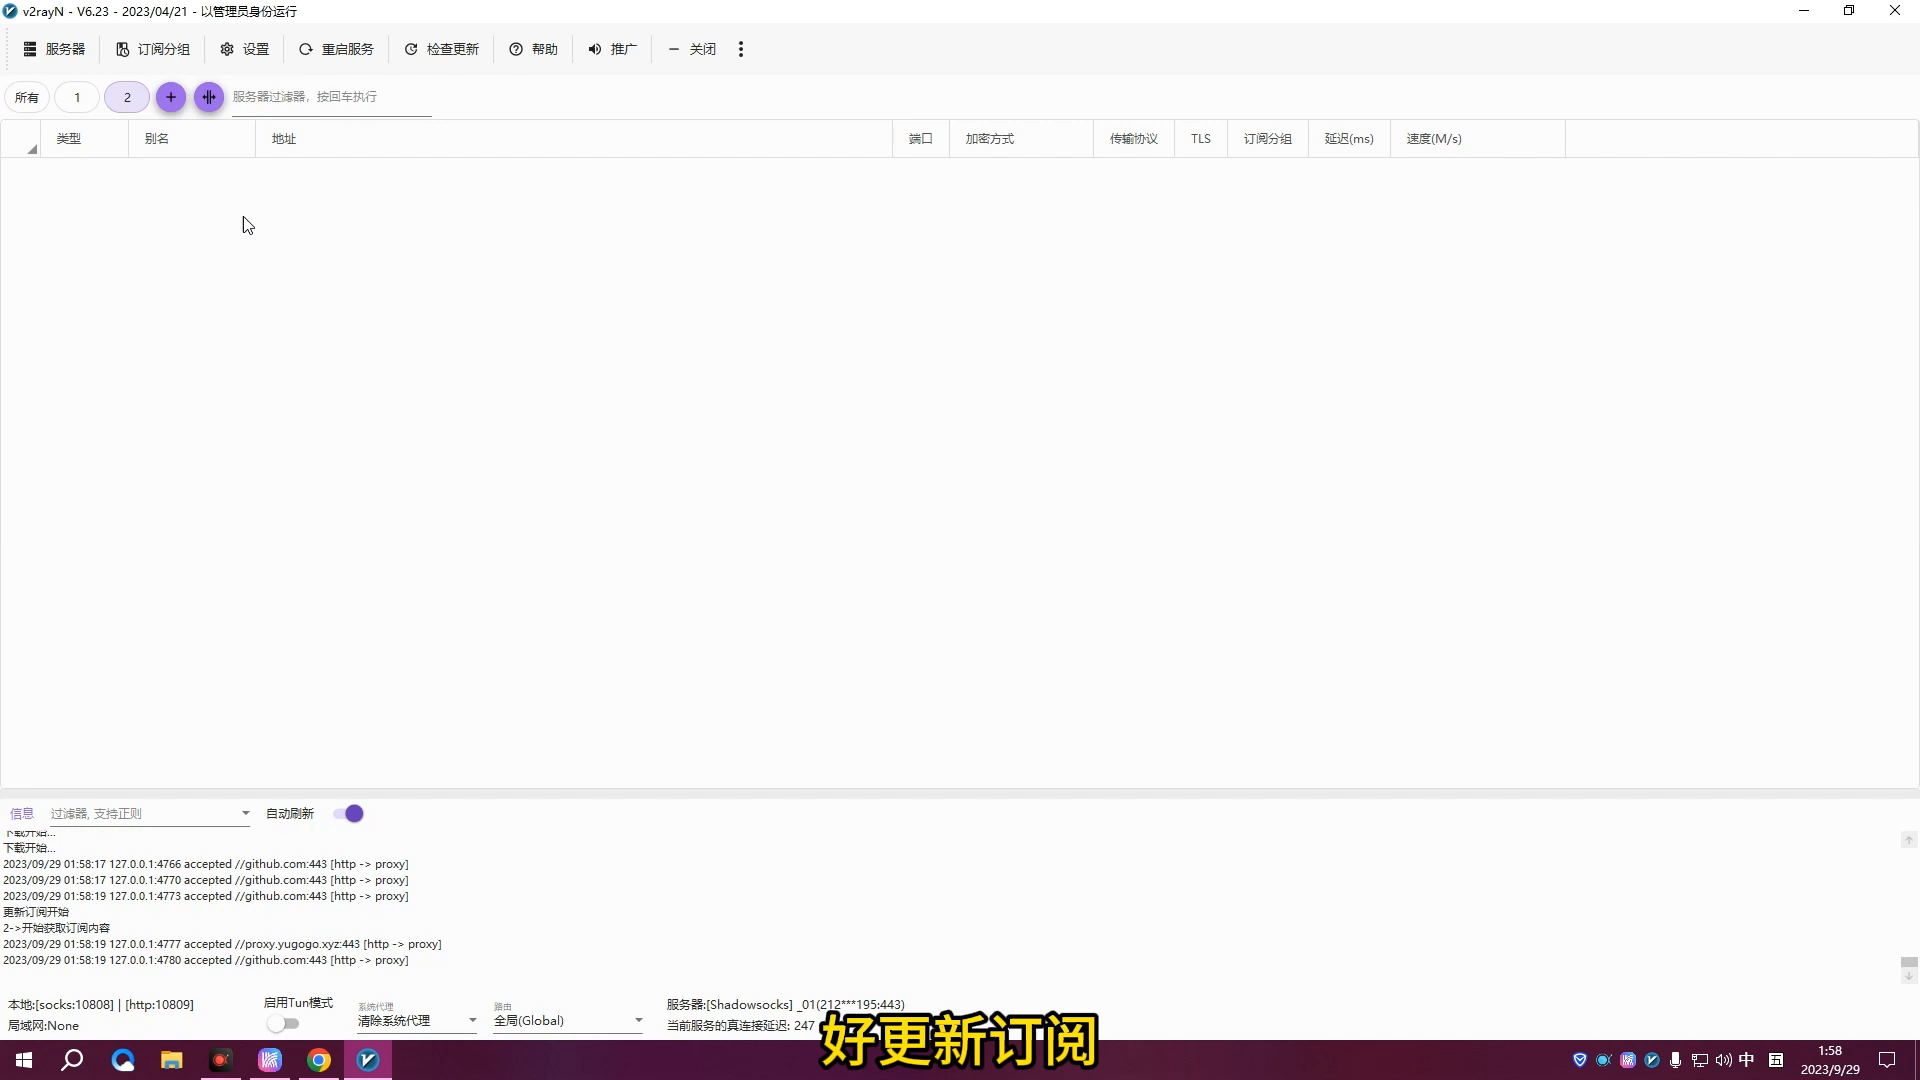 v2rayN - V6.23 - 2023/04/21 - 以管理员身份运行
服务器 订阅分组 设置 重启服务 检查更新 帮助 推广 关闭
所有 1 2 服务器过滤器，按回车执行
类型 别名 地址 端口 加密方式 传输协议 TLS 订阅分组 延迟(ms) 速度(M/s)
信息 过滤器, 支持正则 自动刷新
下载开始...
下载开始...
2023/09/29 01:58:17 127.0.0.1:4766 accepted //github.com:443 [http -> proxy]
2023/09/29 01:58:17 127.0.0.1:4770 accepted //github.com:443 [http -> proxy]
2023/09/29 01:58:19 127.0.0.1:4773 accepted //github.com:443 [http -> proxy]
更新订阅开始
2->开始获取订阅内容
2023/09/29 01:58:19 127.0.0.1:4777 accepted //proxy.yugogo.xyz:443 [http -> proxy]
2023/09/29 01:58:19 127.0.0.1:4780 accepted //github.com:443 [http -> proxy]
本地:[socks:10808] | [http:10809]
局域网:None
启用Tun模式
系统代理
清除系统代理
路由
全局(Global)
服务器:[Shadowsocks] _01(212***195:443)
当前服务的真连接延迟: 247
好更新订阅
中 五
1:58
2023/9/29